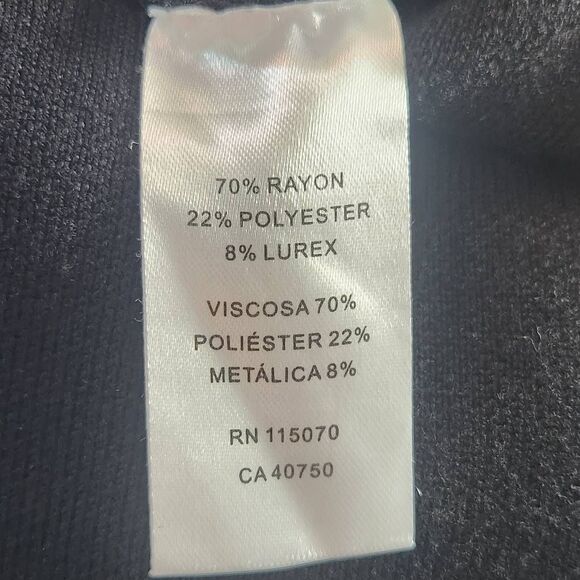 70% RAYON
22% POLYESTER
8% LUREX
VISCOSA 70%
POLIÉSTER 22%
METÁLICA 8%
RN 115070
CA 40750